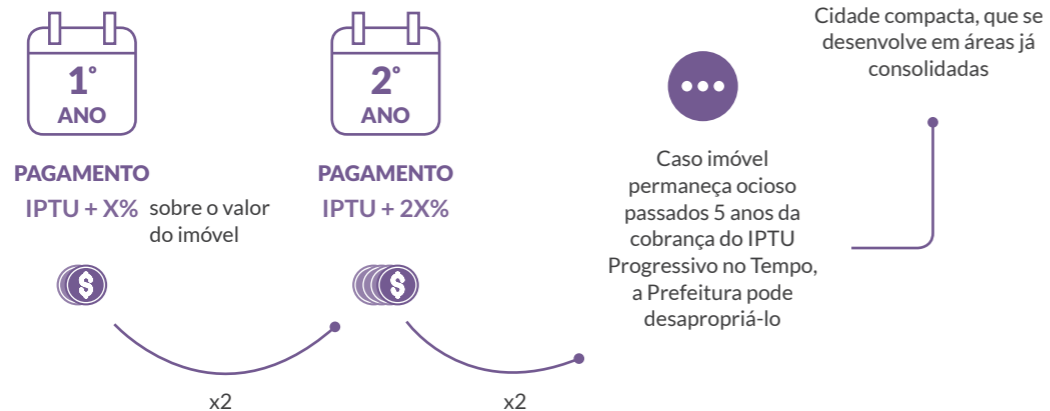 1°
ANO
PAGAMENTO
IPTU + X% sobre o valor
do imóvel
$
x2
2°
ANO
PAGAMENTO
IPTU + 2X%
$
x2
Caso imóvel
permaneça ocioso
passados 5 anos da
cobrança do IPTU
Progressivo no Tempo,
a Prefeitura pode
desapropriá-lo
Cidade compacta, que se
desenvolve em áreas já
consolidadas